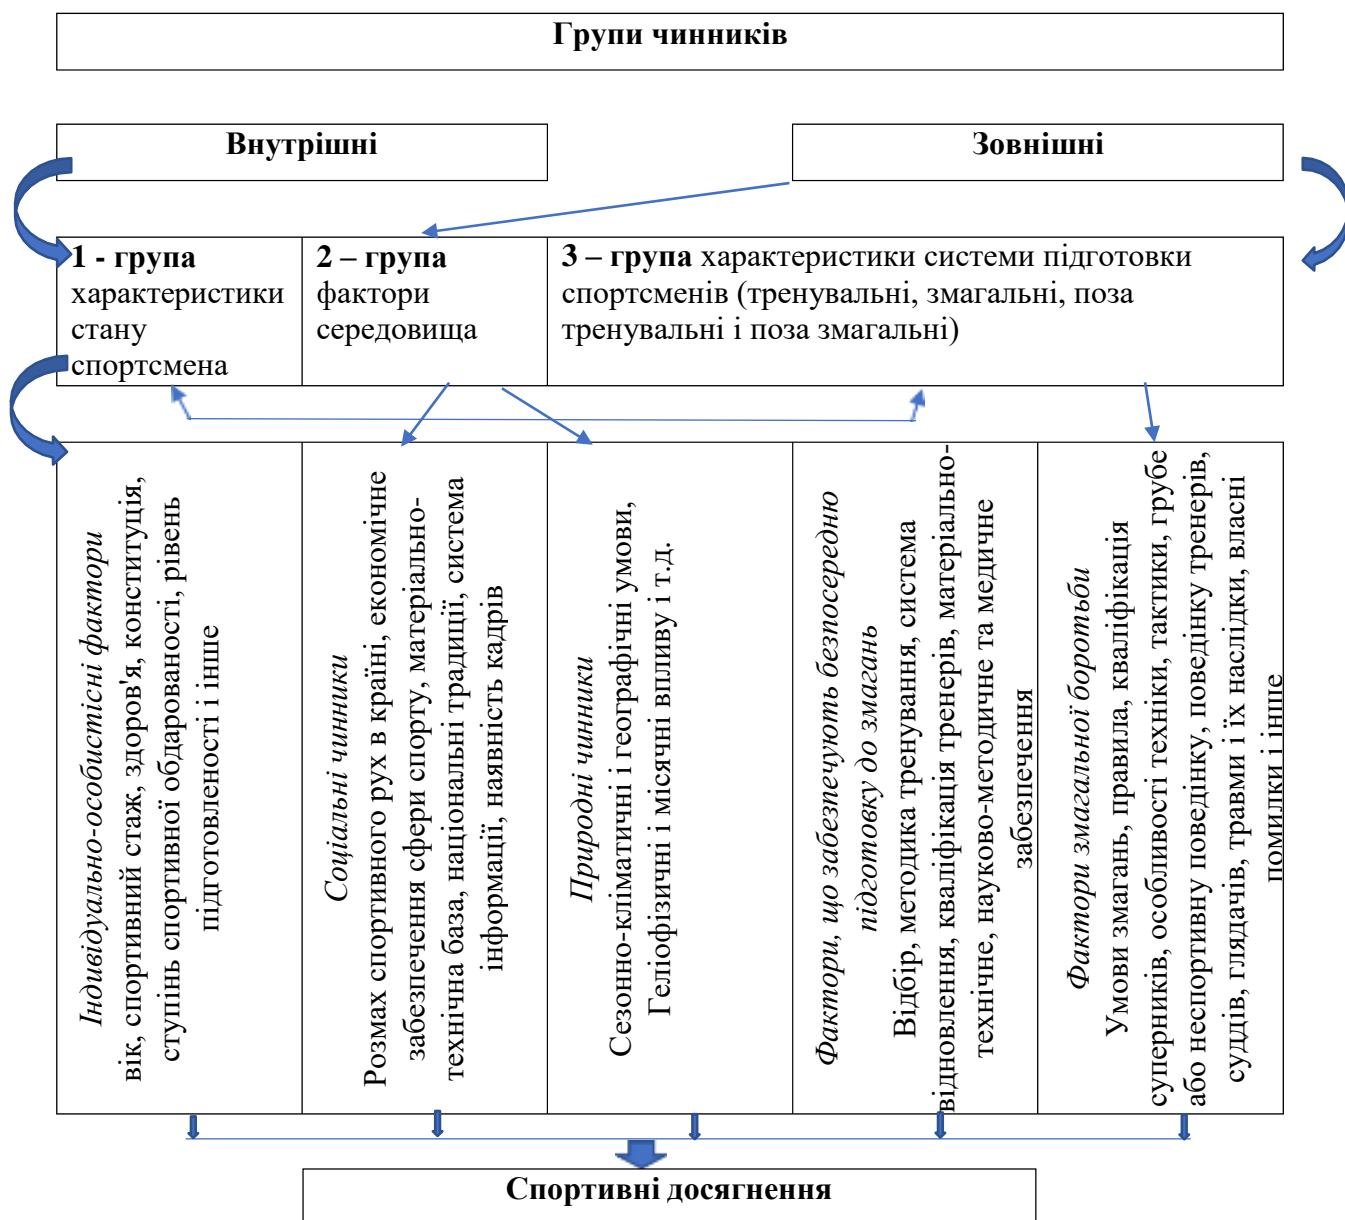 Групи чинників
Внутрішні
Зовнішні
1 - група
характеристики
стану
спортсмена
2 – група
фактори
середовища
3 – група характеристики системи підготовки
спортсменів (тренувальні, змагальні, поза
тренувальні і поза змагальні)
Індивідуально-особистісні фактори
вік, спортивний стаж, здоров'я, конституція,
ступінь спортивної обдарованості, рівень
підготовленості і інше
Соціальні чинники
Розмах спортивного рух в країні, економічне
забезпечення сфери спорту, матеріально-
технічна база, національні традиції, система
інформації, наявність кадрів
Природні чинники
Сезонно-кліматичні і географічні умови,
Геліофізичні і місячні впливу і т.д.
Фактори, що забезпечують безпосередню
підготовку до змагань
Відбір, методика тренування, система
відновлення, кваліфікація тренерів, матеріально-
технічне, науково-методичне та медичне
забезпечення
Фактори змагальної боротьби
Умови змагань, правила, кваліфікація
суперників, особливості техніки, тактики, грубе
або неспортивну поведінку, поведінку тренерів,
суддів, глядачів, травми і їх наслідки, власні
помилки і інше
Спортивні досягнення